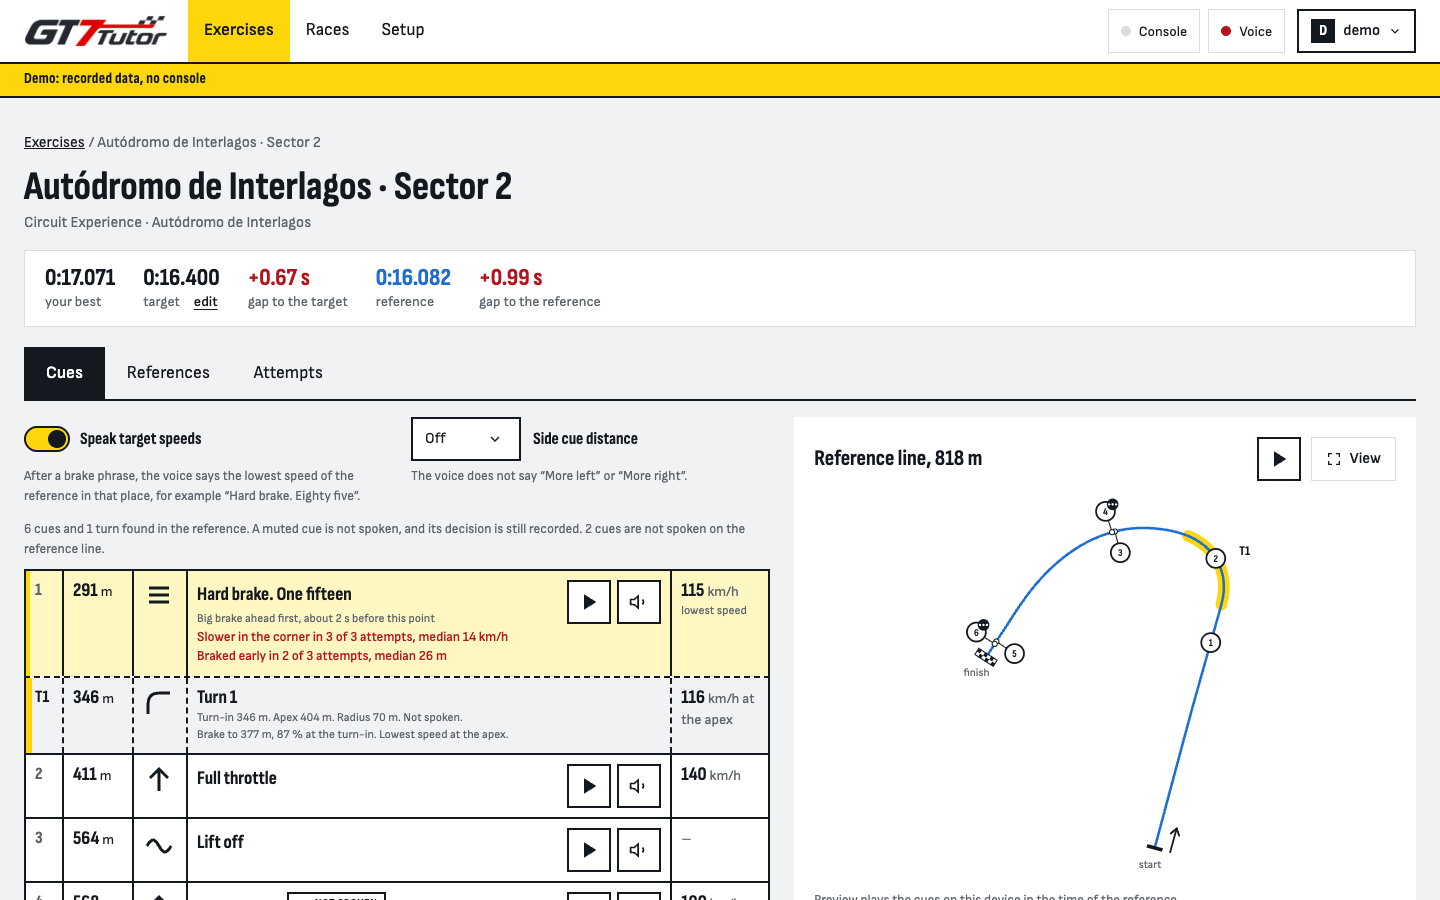 GT7 Tutor
Exercises
Races
Setup
Console
Voice
D
demo
Demo: recorded data, no console
Exercises / Autódromo de Interlagos · Sector 2
Autódromo de Interlagos · Sector 2
Circuit Experience · Autódromo de Interlagos
0:17.071
your best
0:16.400
target edit
+0.67 s
gap to the target
0:16.082
reference
+0.99 s
gap to the reference
Cues
References
Attempts
Speak target speeds
After a brake phrase, the voice says the lowest speed of the
reference in that place, for example “Hard brake. Eighty five”.
Off
Side cue distance
The voice does not say “More left” or “More right”.
6 cues and 1 turn found in the reference. A muted cue is not spoken, and its decision is still recorded. 2 cues are not spoken on the
reference line.
1
291 m
Hard brake. One fifteen
Big brake ahead first, about 2 s before this point
Slower in the corner in 3 of 3 attempts, median 14 km/h
Braked early in 2 of 3 attempts, median 26 m
115 km/h
lowest speed
T1
346 m
Turn 1
Turn-in 346 m. Apex 404 m. Radius 70 m. Not spoken.
Brake to 377 m, 87 % at the turn-in. Lowest speed at the apex.
116 km/h at
the apex
2
411 m
Full throttle
140 km/h
3
564 m
Lift off
–
Reference line, 818 m
View
4
3
2
T1
1
6
5
finish
start